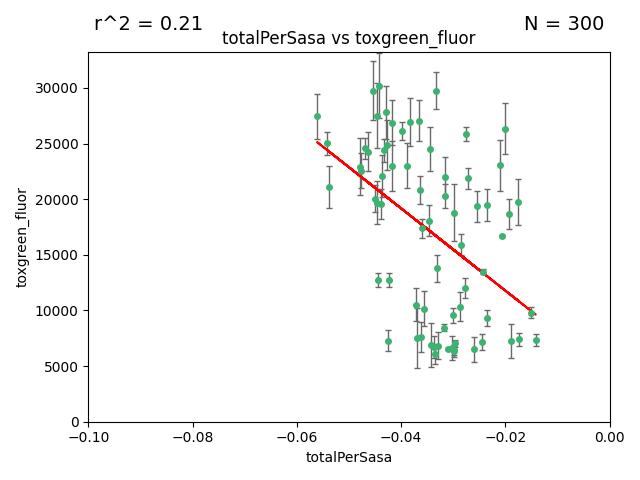 r^2 = 0.21
N = 300
totalPerSasa vs toxgreen_fluor
30000
25000
20000
15000
10000
5000
0
toxgreen_fluor
−0.10
−0.08
−0.06
−0.04
−0.02
0.00
totalPerSasa